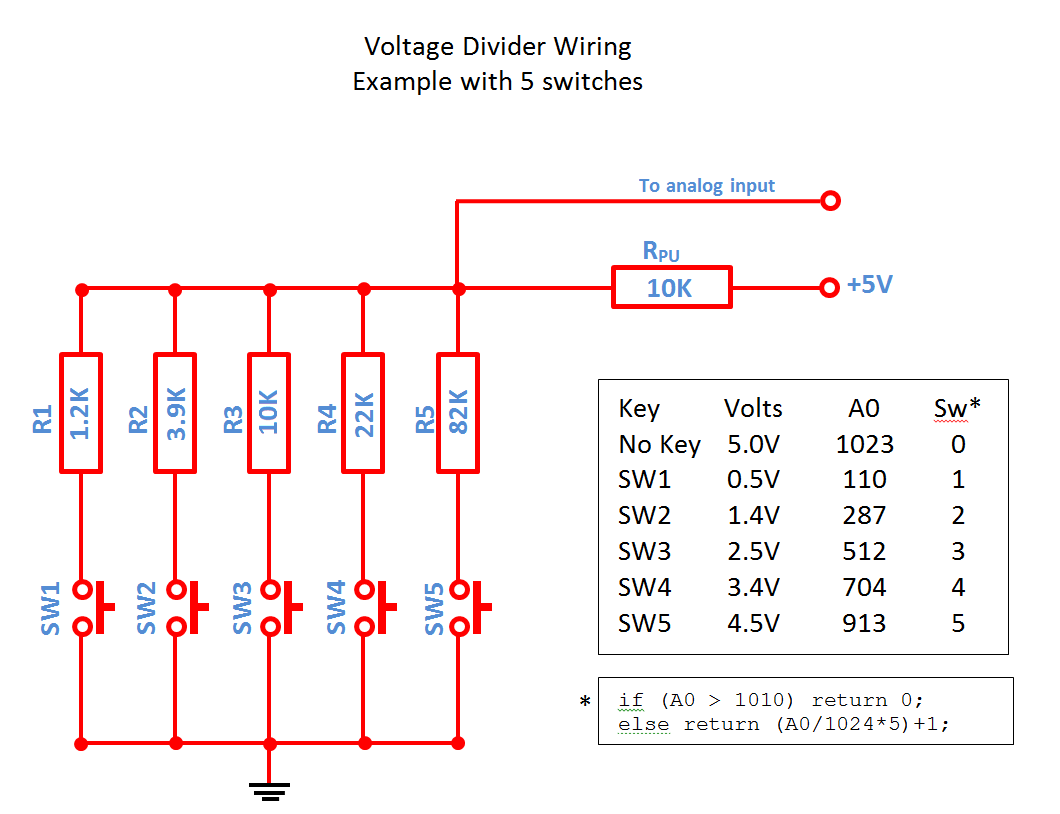 Voltage Divider Wiring
Example with 5 switches
To analog input
RPU
10K
+5V
R1
1.2K
R2
3.9K
R3
10K
R4
22K
R5
82K
SW1
SW2
SW3
SW4
SW5
Key Volts A0 Sw*
No Key 5.0V 1023 0
SW1 0.5V 110 1
SW2 1.4V 287 2
SW3 2.5V 512 3
SW4 3.4V 704 4
SW5 4.5V 913 5
* if (A0 > 1010) return 0;
else return (A0/1024*5)+1;